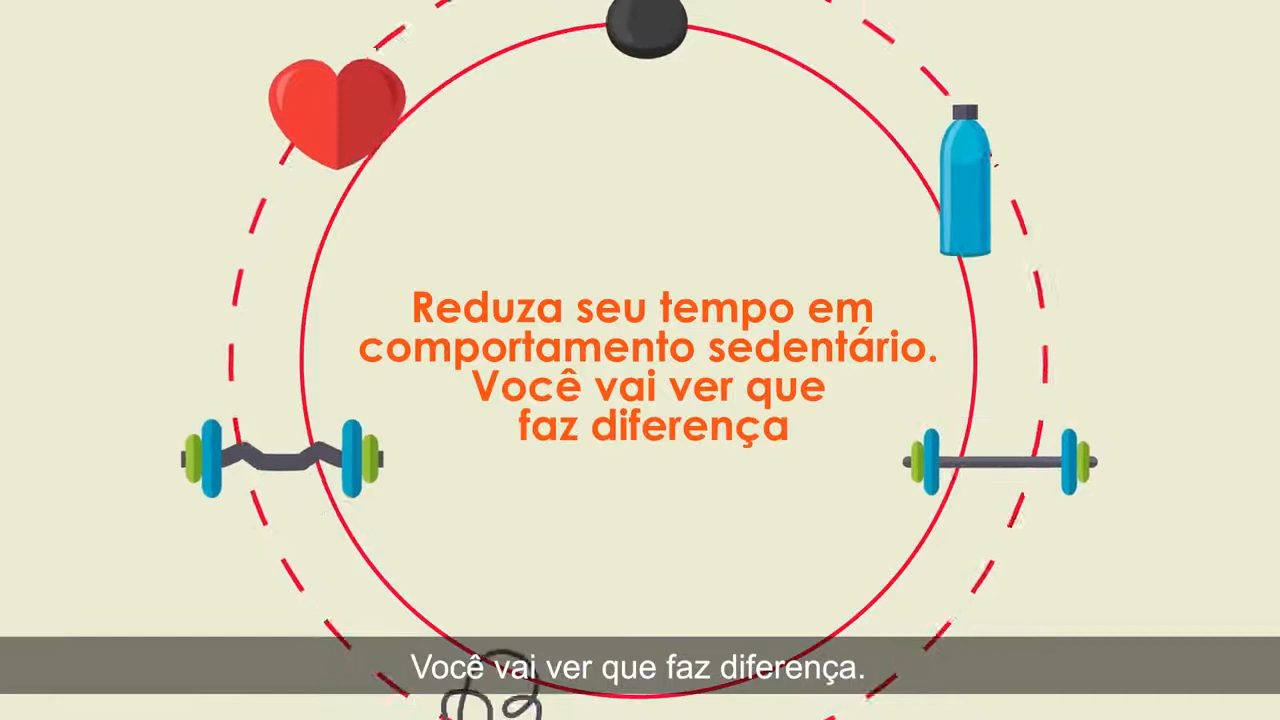 Reduza seu tempo em
comportamento sedentário.
Você vai ver que
faz diferença
Você vai ver que faz diferença.